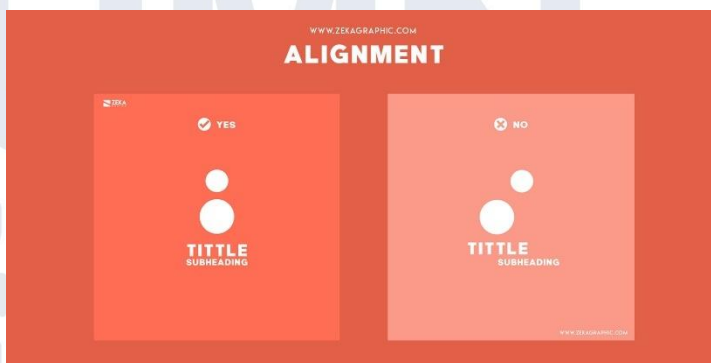 WWW.ZEKAGRAPHIC.COM
ALIGNMENT
ZEKA
YES
TITTLE
SUBHEADING
NO
TITTLE
SUBHEADING
WWW.ZEKAGRAPHIC.COM